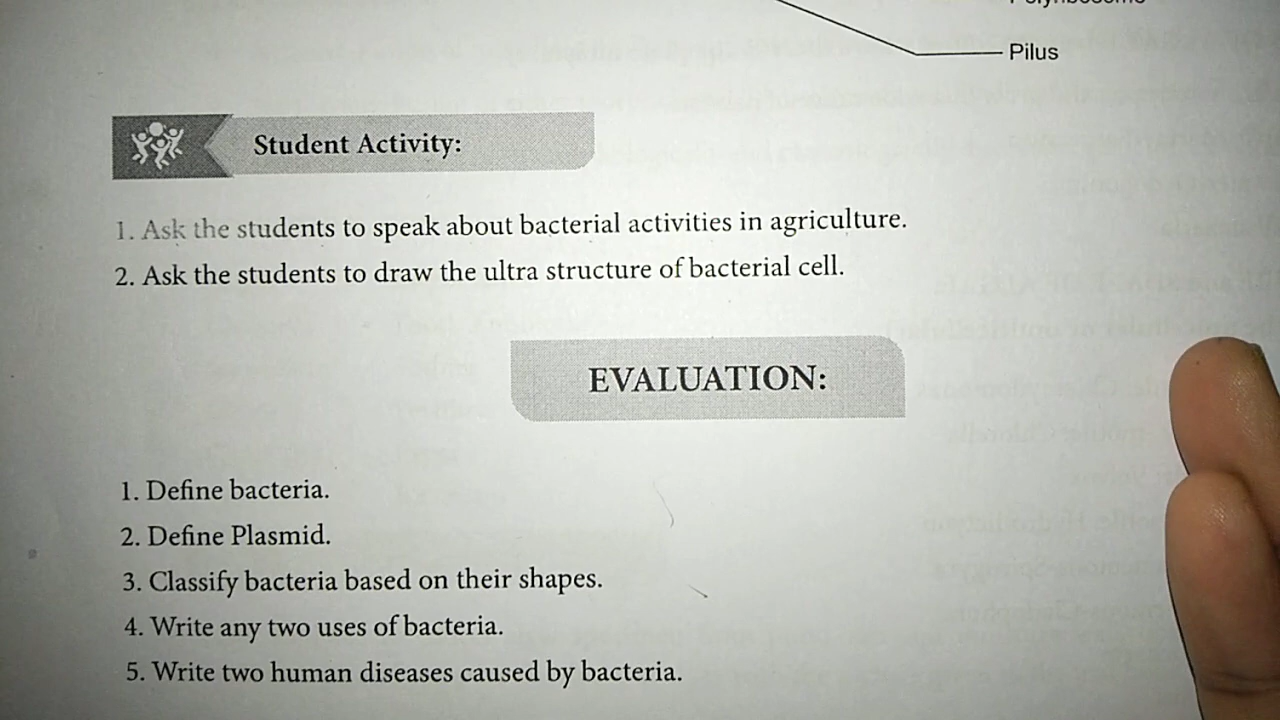 Pilus
Student Activity:
1. Ask the students to speak about bacterial activities in agriculture.
2. Ask the students to draw the ultra structure of bacterial cell.
EVALUATION:
1. Define bacteria.
2. Define Plasmid.
3. Classify bacteria based on their shapes.
4. Write any two uses of bacteria.
5. Write two human diseases caused by bacteria.